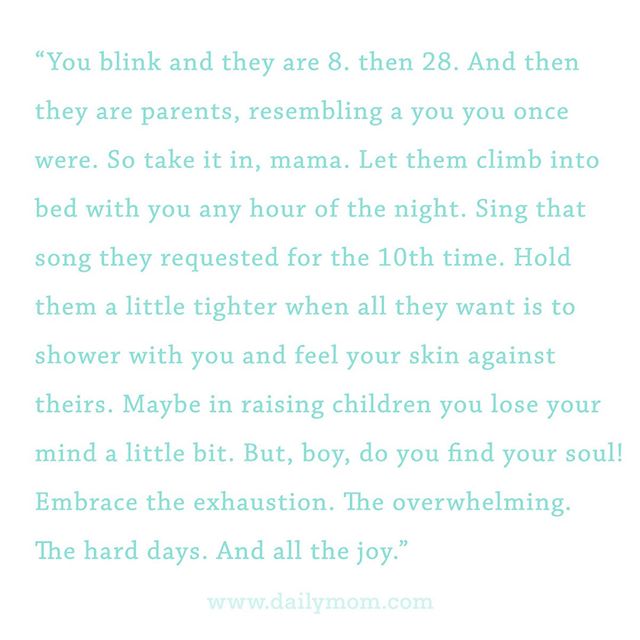 “You blink and they are 8. then 28. And then
they are parents, resembling a you you once
were. So take it in, mama. Let them climb into
bed with you any hour of the night. Sing that
song they requested for the 10th time. Hold
them a little tighter when all they want is to
shower with you and feel your skin against
theirs. Maybe in raising children you lose your
mind a little bit. But, boy, do you find your soul!
Embrace the exhaustion. The overwhelming.
The hard days. And all the joy.”
www.dailymom.com